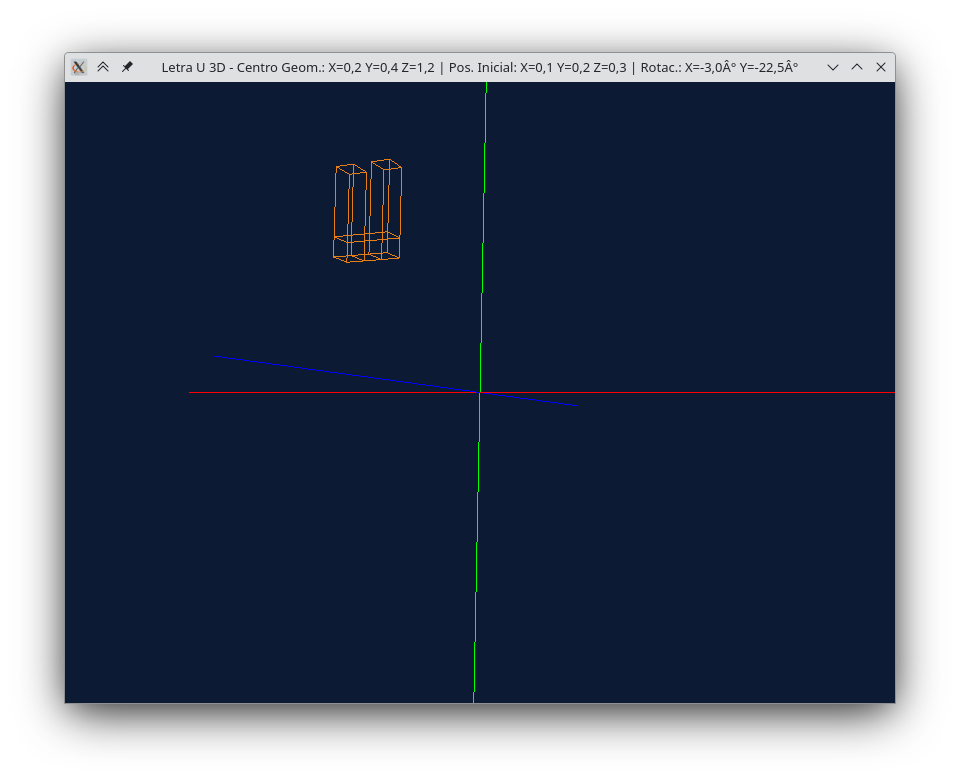 Letra U 3D - Centro Geom.: X=0,2 Y=0,4 Z=1,2 | Pos. Inicial: X=0,1 Y=0,2 Z=0,3 | Rotac.: X=-3,0Â° Y=-22,5Â°